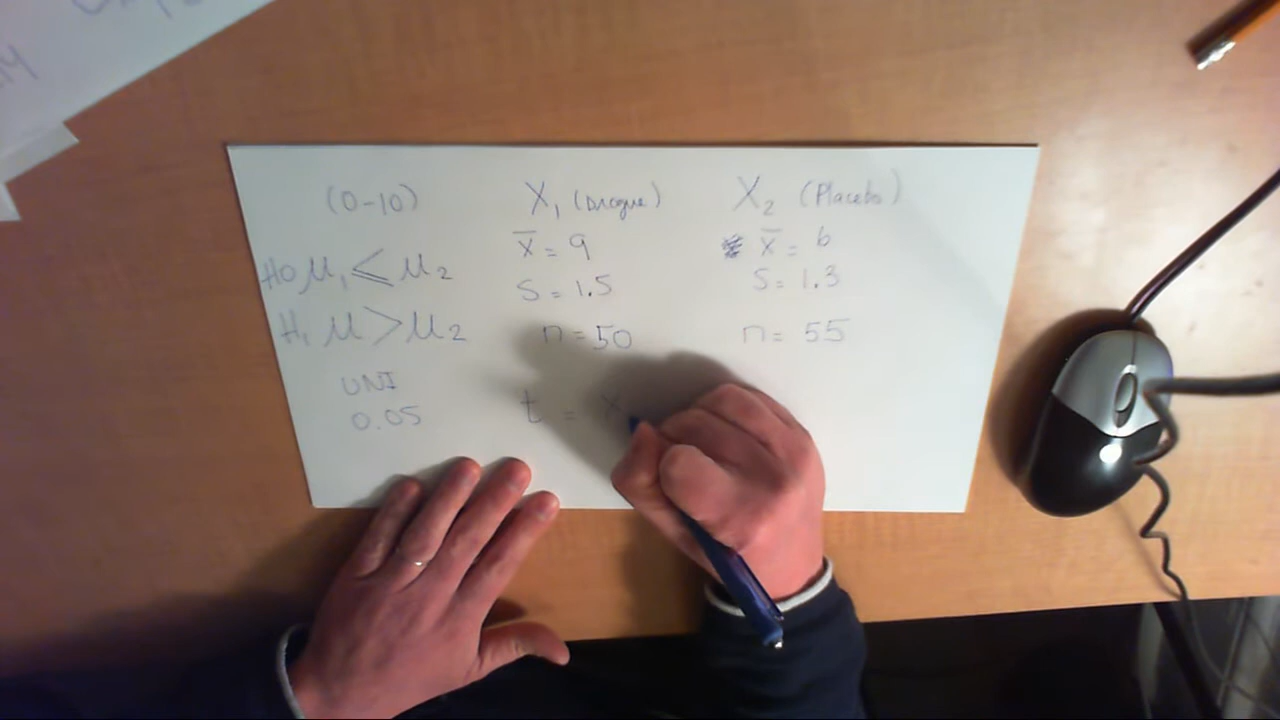 (0-10) X₁ (Drogue) X₂ (Placebo)
x̄ = 9 x̄ = 6
H0 μ₁ ⩽ μ₂ S = 1.5 S = 1.3
H₁ μ > μ₂ n = 50 n = 55
UNI
0.05 t = x